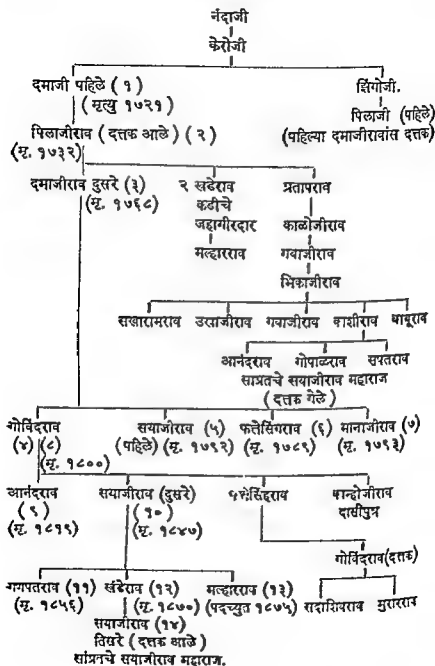 नंदाजी
केरोजी
दमाजी पहिले (१) झिंगोजी.
(मृत्यु १७२१) पिलाजी (पहिले)
पिलाजीराव (दत्तक आले) (२) (पहिल्या दमाजीरावांस दत्तक)
(मृ. १७३२)
दमाजीराव दुसरे (३) २ खंडेराव प्रतापराव
(मृ. १७६८) कडीचे
जहागीरदार काळोजीराव
मल्हारराव गवाजीराव
भिकाजीराव
सखारामराव उखाजीराव गवाजीराव काशीराव बाबूराव
आनंदराव गोपाळराव संपतराव
सांप्रतचे सयाजीराव महाराज
(दत्तक गेले)
गोविंदराव सयाजीराव (५) फत्तेसिंगराव (६) मानाजीराव (७)
(४) (८) (पहिले) (मृ. १७९२) (मृ. १७८९) (मृ. १७९३)
(मृ. १८००)
आनंदराव सयाजीराव (दुसरे) फत्तेसिंहराव कान्होजीराव
(९) (१०) दासीपुत्र
(मृ. १८१९) (मृ. १८४७)
गोविंदराव (दत्तक)
गणपतराव (११) खंडेराव (१२) मल्हारराव (१३) सदाशिवराव मुरारराव
(मृ. १८५६) (मृ. १८७०) (पदच्युत १८७५)
सयाजीराव (१४)
तिसरे (दत्तक आले)
सांप्रतचे सयाजीराव महाराज.